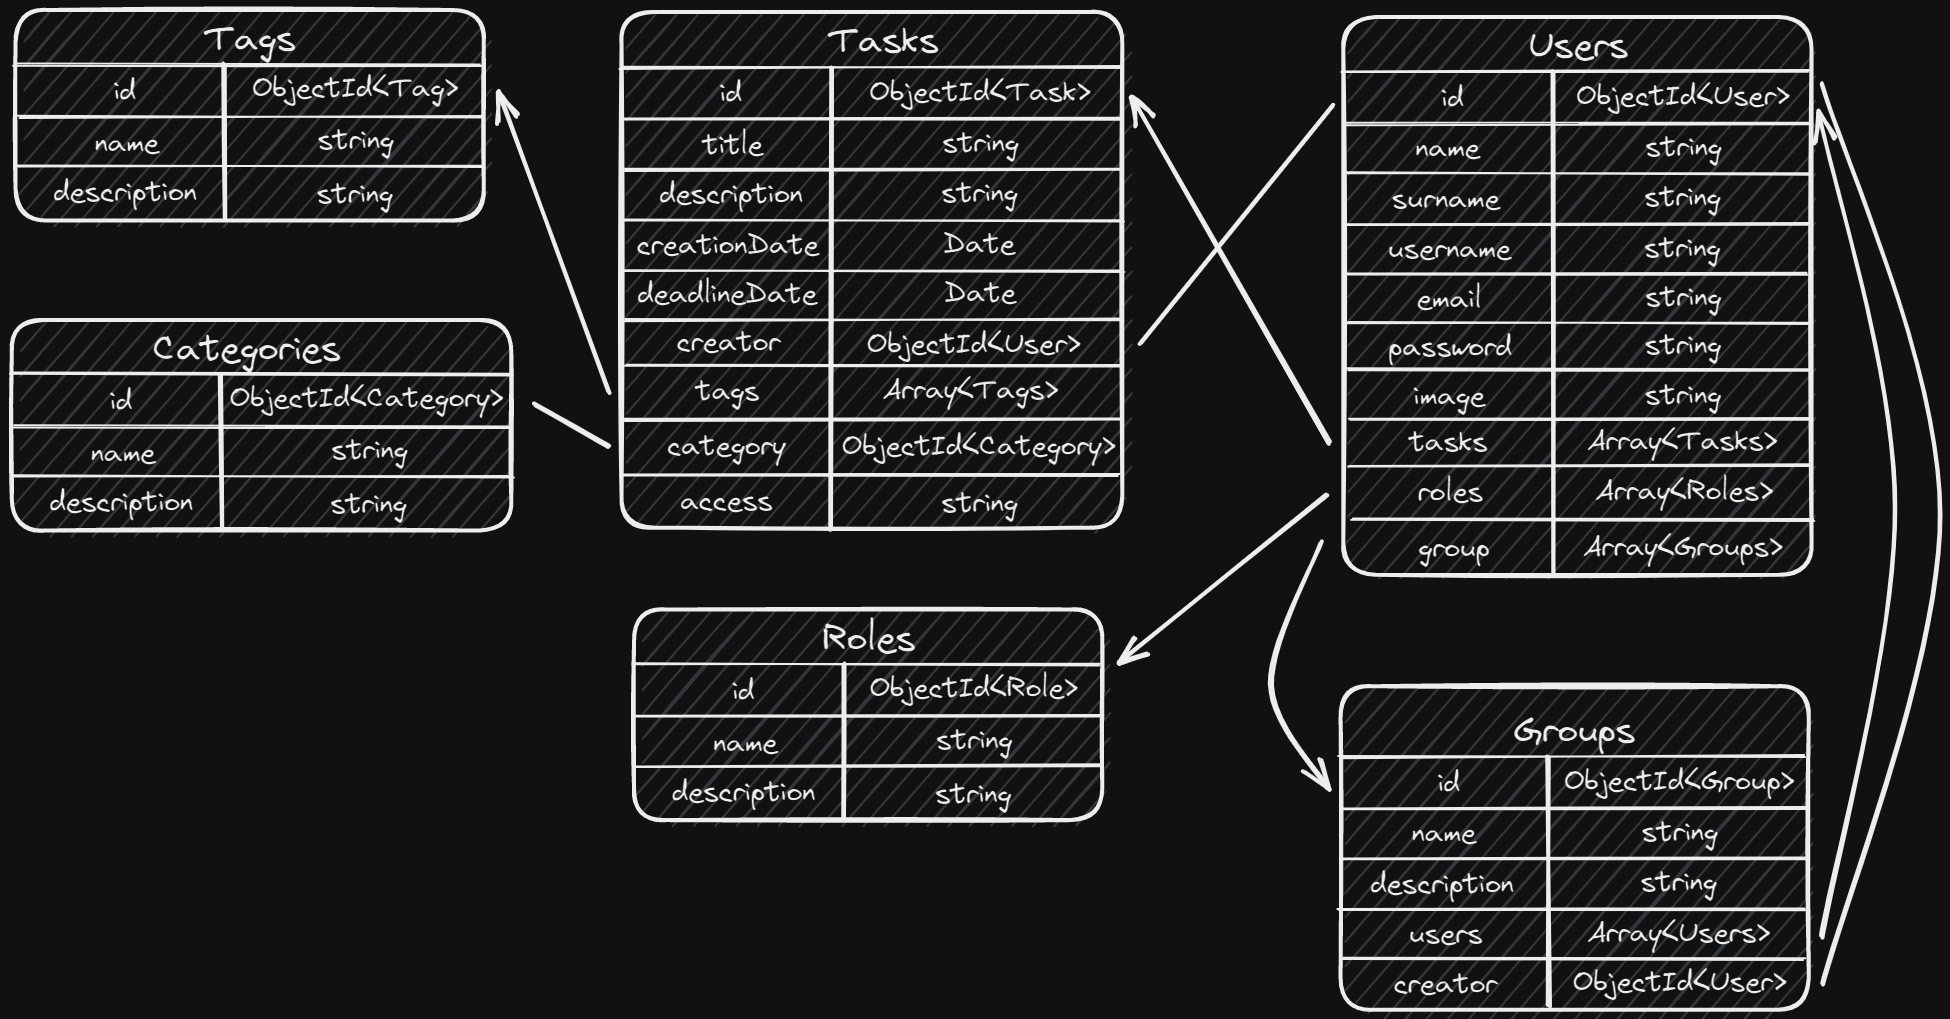 Tags
id ObjectId<Tag>
name string
description string
Categories
id ObjectId<Category>
name string
description string
Tasks
id ObjectId<Task>
title string
description string
creationDate Date
deadlineDate Date
creator ObjectId<User>
tags Array<Tags>
category ObjectId<Category>
access string
Roles
id ObjectId<Role>
name string
description string
Users
id ObjectId<User>
name string
surname string
username string
email string
password string
image string
tasks Array<Tasks>
roles Array<Roles>
group Array<Groups>
Groups
id ObjectId<Group>
name string
description string
users Array<Users>
creator ObjectId<User>